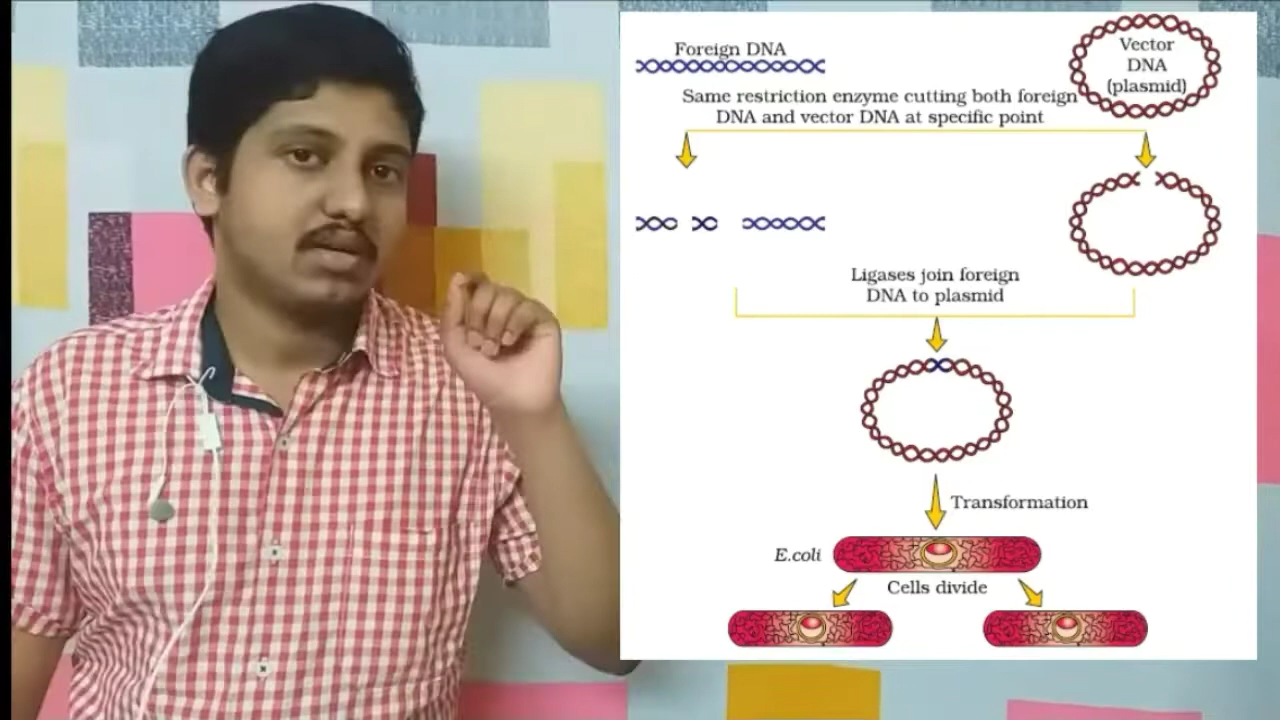 Foreign DNA
Vector
DNA
(plasmid)
Same restriction enzyme cutting both foreign
DNA and vector DNA at specific point
Ligases join foreign
DNA to plasmid
Transformation
E.coli
Cells divide